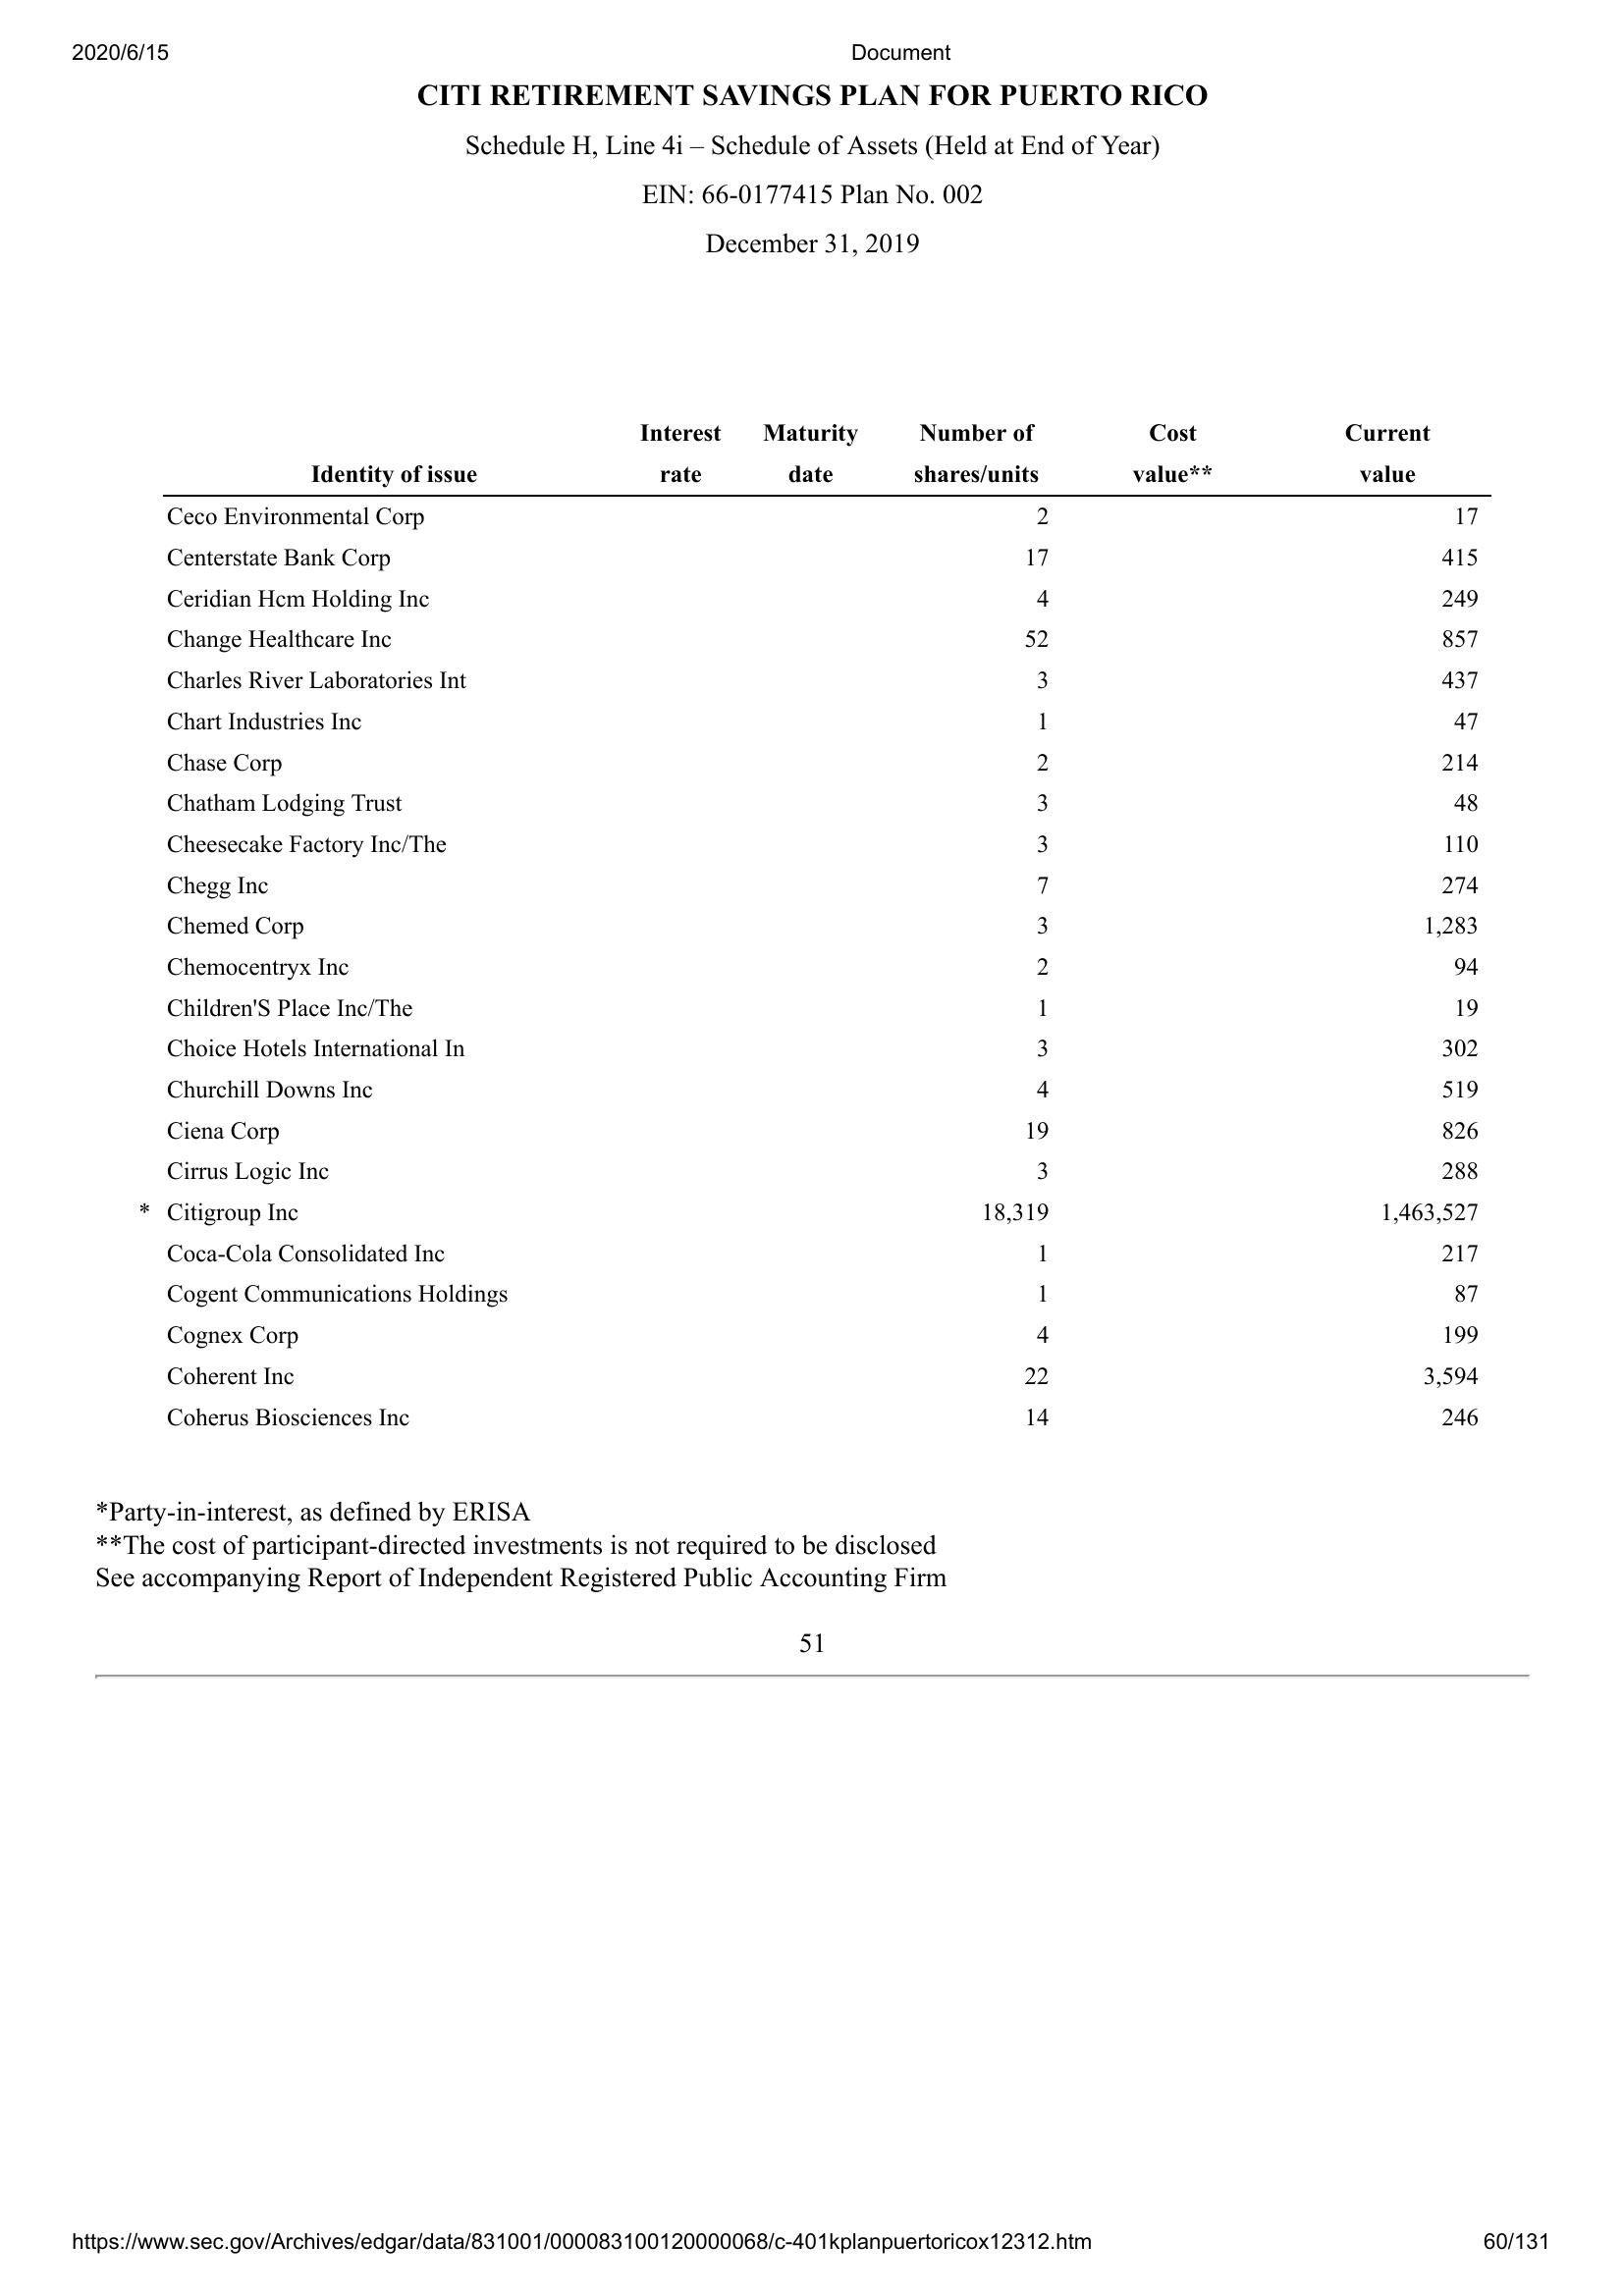 2020/6/15 Document
CITI RETIREMENT SAVINGS PLAN FOR PUERTO RICO
Schedule H, Line 4i – Schedule of Assets (Held at End of Year)
EIN: 66-0177415 Plan No. 002
December 31, 2019
Interest Maturity Number of Cost Current
Identity of issue rate date shares/units value** value
Ceco Environmental Corp 2 17
Centerstate Bank Corp 17 415
Ceridian Hcm Holding Inc 4 249
Change Healthcare Inc 52 857
Charles River Laboratories Int 3 437
Chart Industries Inc 1 47
Chase Corp 2 214
Chatham Lodging Trust 3 48
Cheesecake Factory Inc/The 3 110
Chegg Inc 7 274
Chemed Corp 3 1,283
Chemocentryx Inc 2 94
Children'S Place Inc/The 1 19
Choice Hotels International In 3 302
Churchill Downs Inc 4 519
Ciena Corp 19 826
Cirrus Logic Inc 3 288
* Citigroup Inc 18,319 1,463,527
Coca-Cola Consolidated Inc 1 217
Cogent Communications Holdings 1 87
Cognex Corp 4 199
Coherent Inc 22 3,594
Coherus Biosciences Inc 14 246
*Party-in-interest, as defined by ERISA
**The cost of participant-directed investments is not required to be disclosed
See accompanying Report of Independent Registered Public Accounting Firm
51
https://www.sec.gov/Archives/edgar/data/831001/000083100120000068/c-401kplanpuertoricox12312.htm 60/131